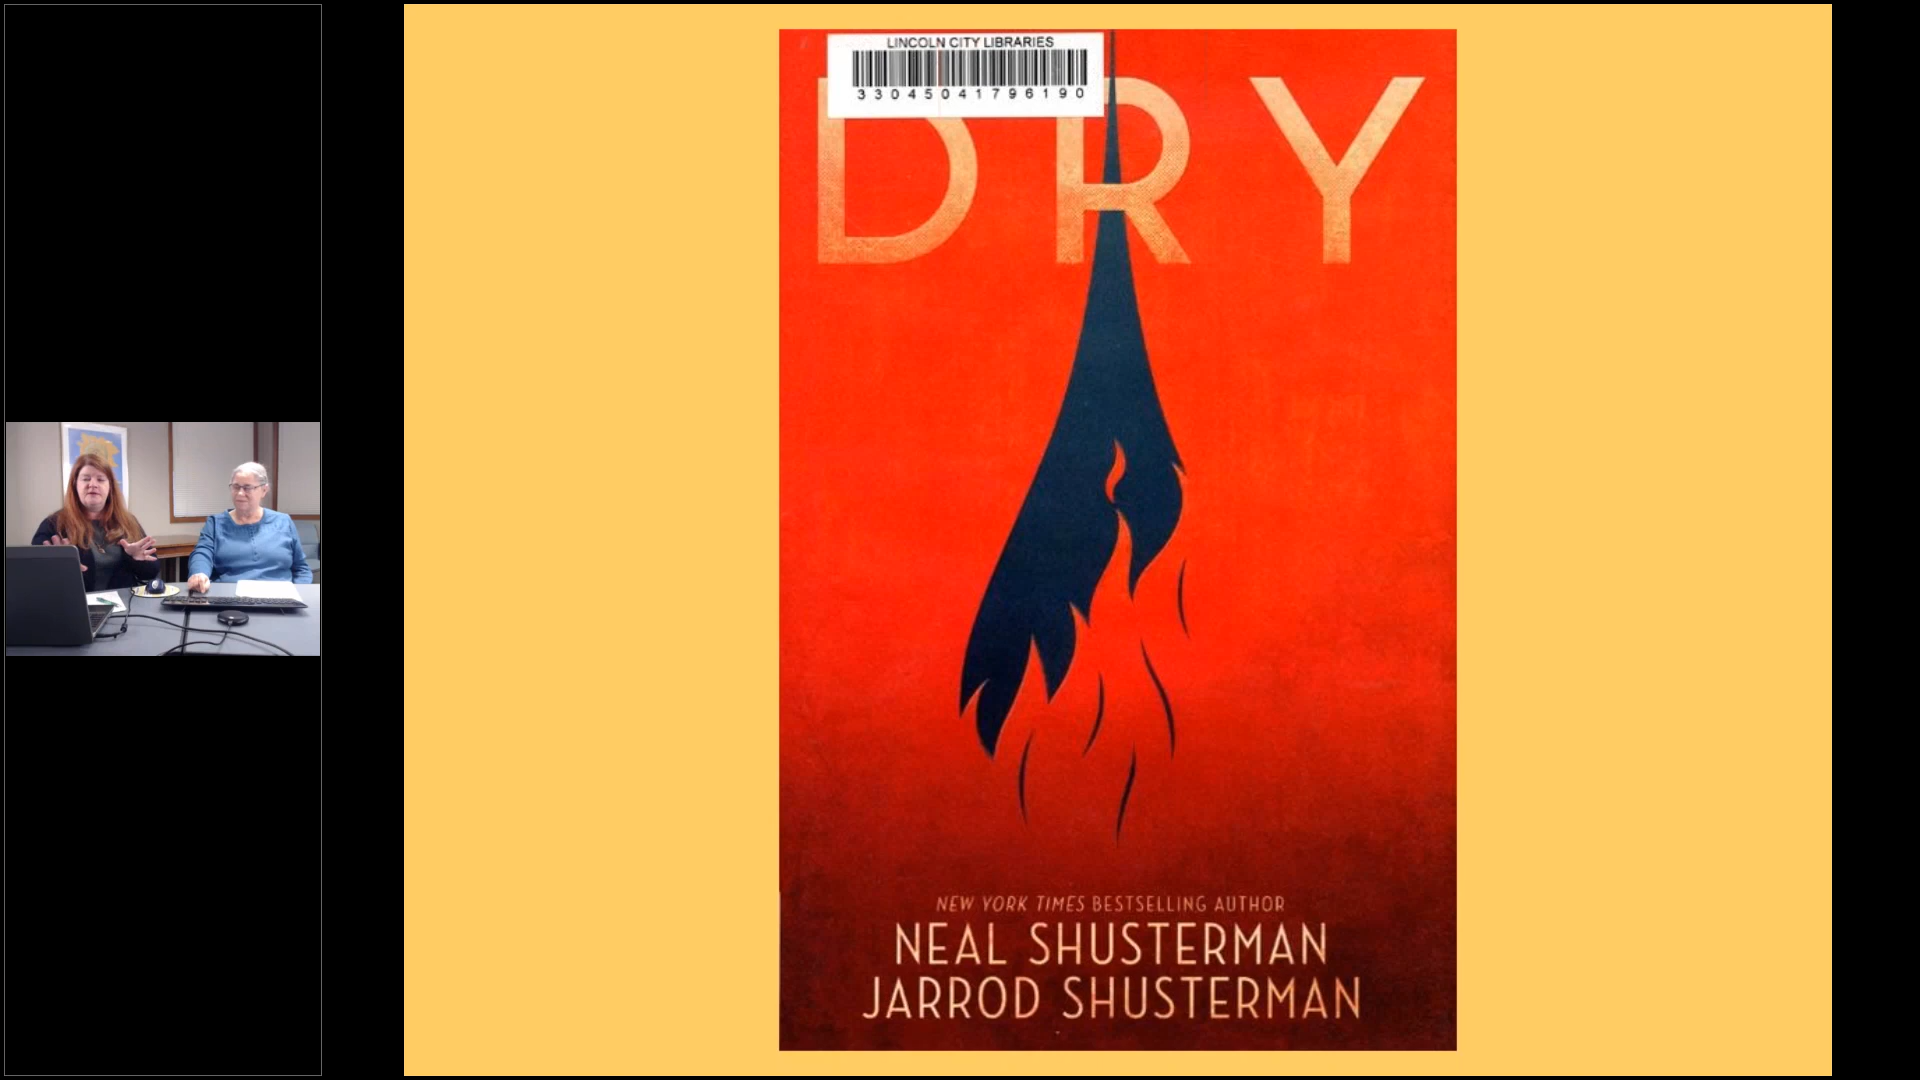 LINCOLN CITY LIBRARIES
33045041796190
DRY
NEW YORK TIMES BESTSELLING AUTHOR
NEAL SHUSTERMAN
JARROD SHUSTERMAN